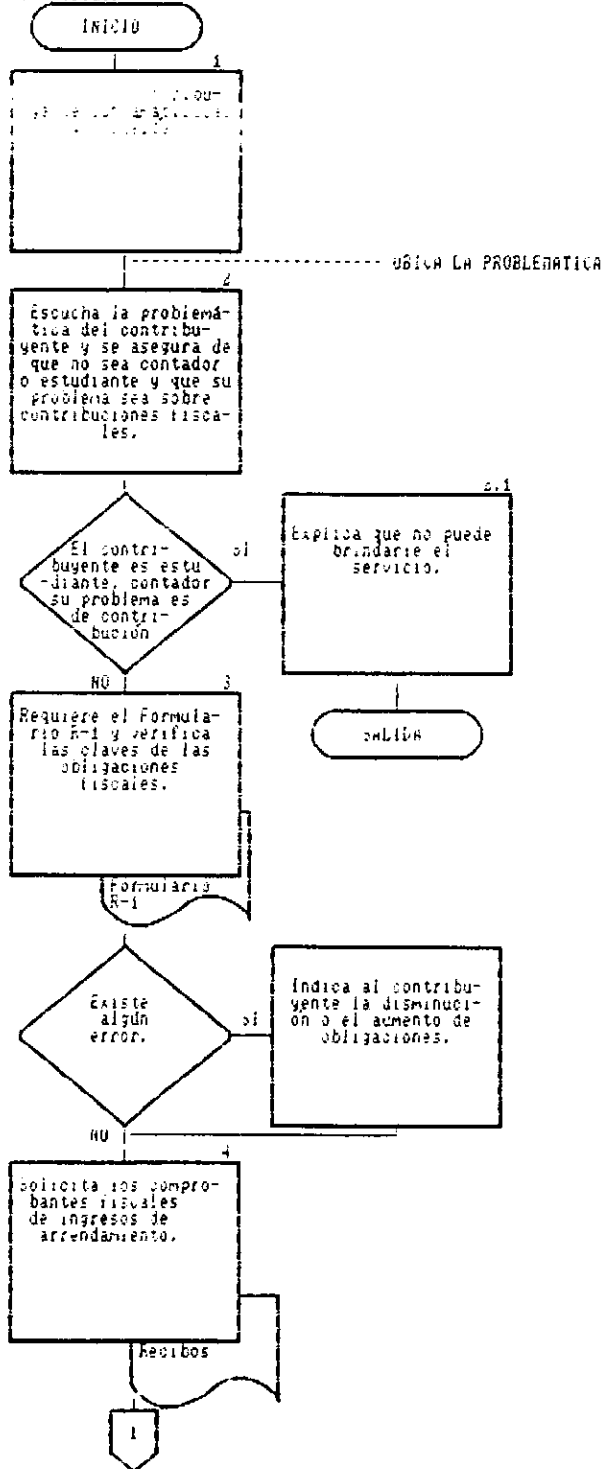 INICIO
1
UBICA LA PROBLEMATICA
2
Escucha la problemá-
tica del contribu-
yente y se asegura de
que no sea contador
o estudiante y que su
problema sea sobre
contribuciones fisca-
les.
2.1
El contri-
buyente es estu
-diante, contador
su problema es
de contri-
bución
SI
Explica que no puede
brindarle el
servicio.
NO
3
SALIDA
Requiere el Formula-
rio R-1 y verifica
las claves de las
obligaciones
fiscales.
Formulario
R-1
Existe
algún
error.
SI
Indica al contribu-
yente la disminuci-
ón o el aumento de
obligaciones.
NO
4
Solicita los compro-
bantes fiscales
de ingresos de
arrendamiento.
Recibos
1